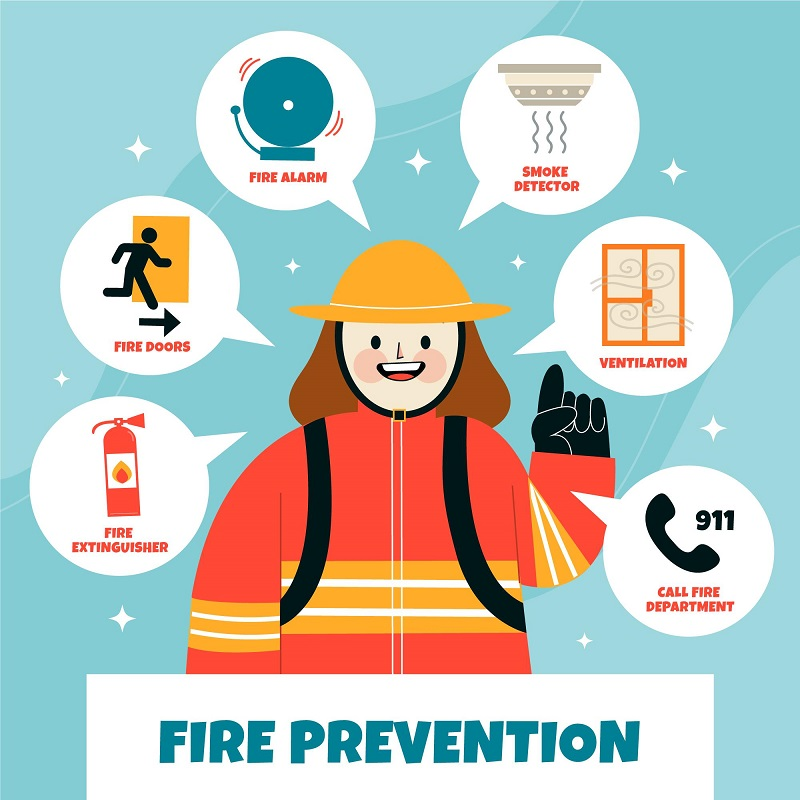 FIRE ALARM
SMOKE
DETECTOR
FIRE DOORS
VENTILATION
FIRE
EXTINGUISHER
911
CALL FIRE
DEPARTMENT
FIRE PREVENTION